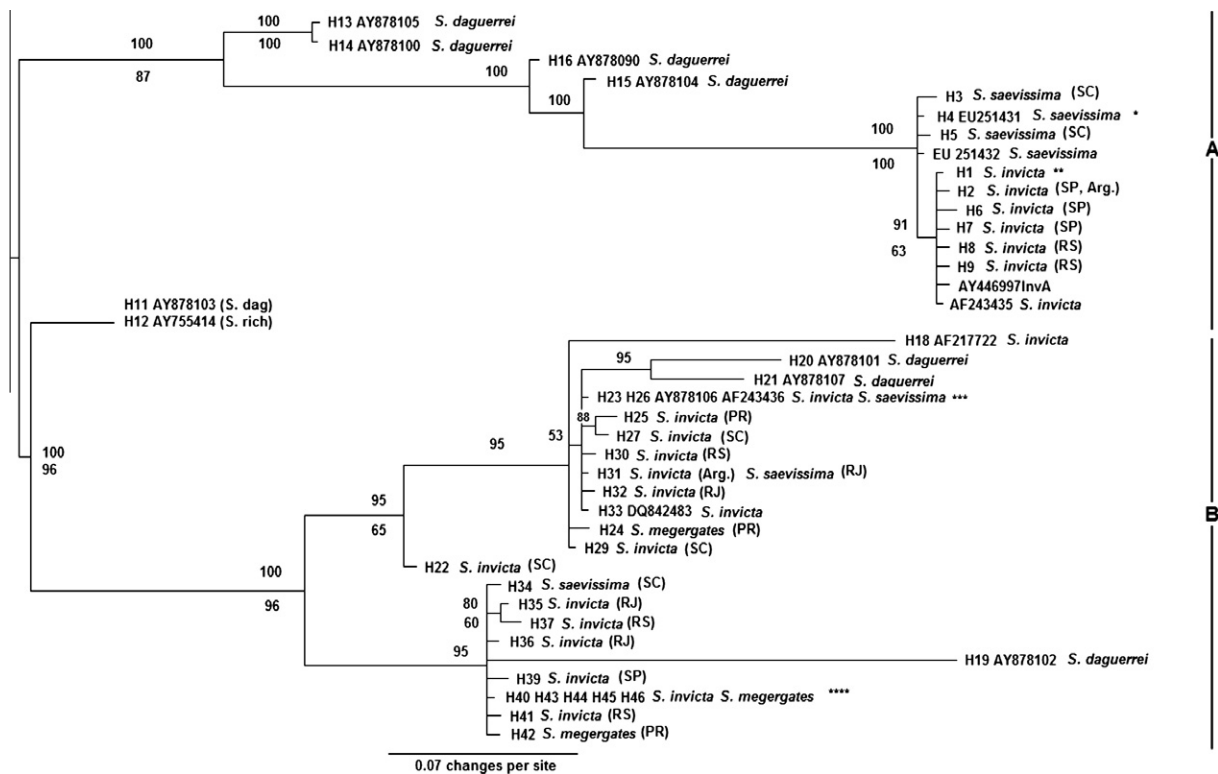 100
H13 AY878105 S. daguerrei
100
100
H14 AY878100 S. daguerrei
87
100
H16 AY878090 S. daguerrei
100
H15 AY878104 S. daguerrei
100
100
H3 S. saevissima (SC)
H4 EU251431 S. saevissima *
H5 S. saevissima (SC)
EU 251432 S. saevissima
A
H1 S. invicta **
H2 S. invicta (SP, Arg.)
H6 S. invicta (SP)
91
63
H7 S. invicta (SP)
H8 S. invicta (RS)
H9 S. invicta (RS)
AY446997InvA
AF243435 S. invicta
H11 AY878103 (S. dag)
H12 AY755414 (S. rich)
H18 AF217722 S. invicta
95
H20 AY878101 S. daguerrei
H21 AY878107 S. daguerrei
H23 H26 AY878106 AF243436 S. invicta S. saevissima ***
88
H25 S. invicta (PR)
H27 S. invicta (SC)
53
95
100
96
H30 S. invicta (RS)
H31 S. invicta (Arg.) S. saevissima (RJ)
H32 S. invicta (RJ)
H33 DQ842483 S. invicta
95
65
B
H24 S. megergates (PR)
H29 S. invicta (SC)
H22 S. invicta (SC)
100
96
H34 S. saevissima (SC)
80
60
H35 S. invicta (RJ)
H37 S. invicta (RS)
H36 S. invicta (RJ)
95
H19 AY878102 S. daguerrei
H39 S. invicta (SP)
H40 H43 H44 H45 H46 S. invicta S. megergates ****
H41 S. invicta (RS)
H42 S. megergates (PR)
0.07 changes per site